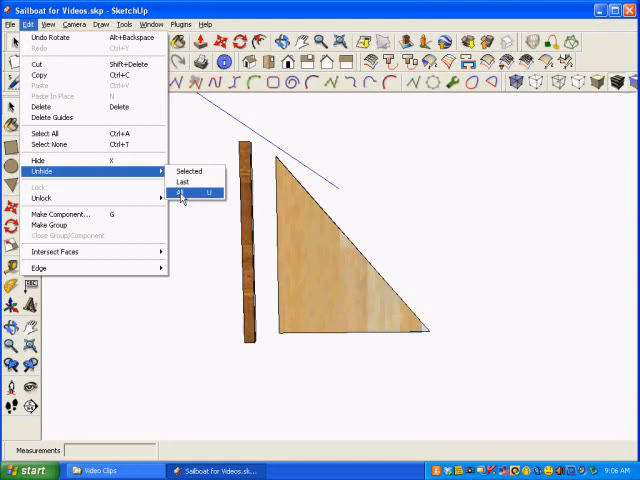 Sailboat for Videos.skp - SketchUp
File Edit View Camera Draw Tools Window Plugins Help
Undo Rotate Alt+Backspace
Redo Ctrl+Y
Cut Shift+Delete
Copy Ctrl+C
Paste Ctrl+V
Paste In Place N
Delete Delete
Delete Guides
Select All Ctrl+A
Select None Ctrl+T
Hide X
Unhide
Selected
Last
All U
Lock
Unlock
Make Component... G
Make Group
Close Group/Component
Intersect Faces
Edge
ABC
Measurements
start
Video Clips
Sailboat for Videos.sk...
9:06 AM